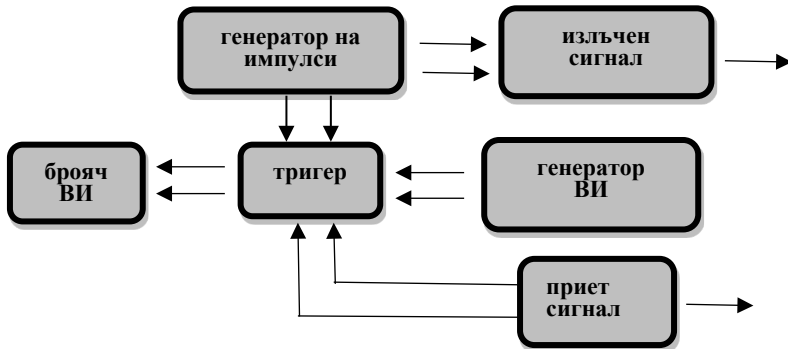 генератор на
импулси
излъчен
сигнал
брояч
ВИ
тригер
генератор
ВИ
приет
сигнал